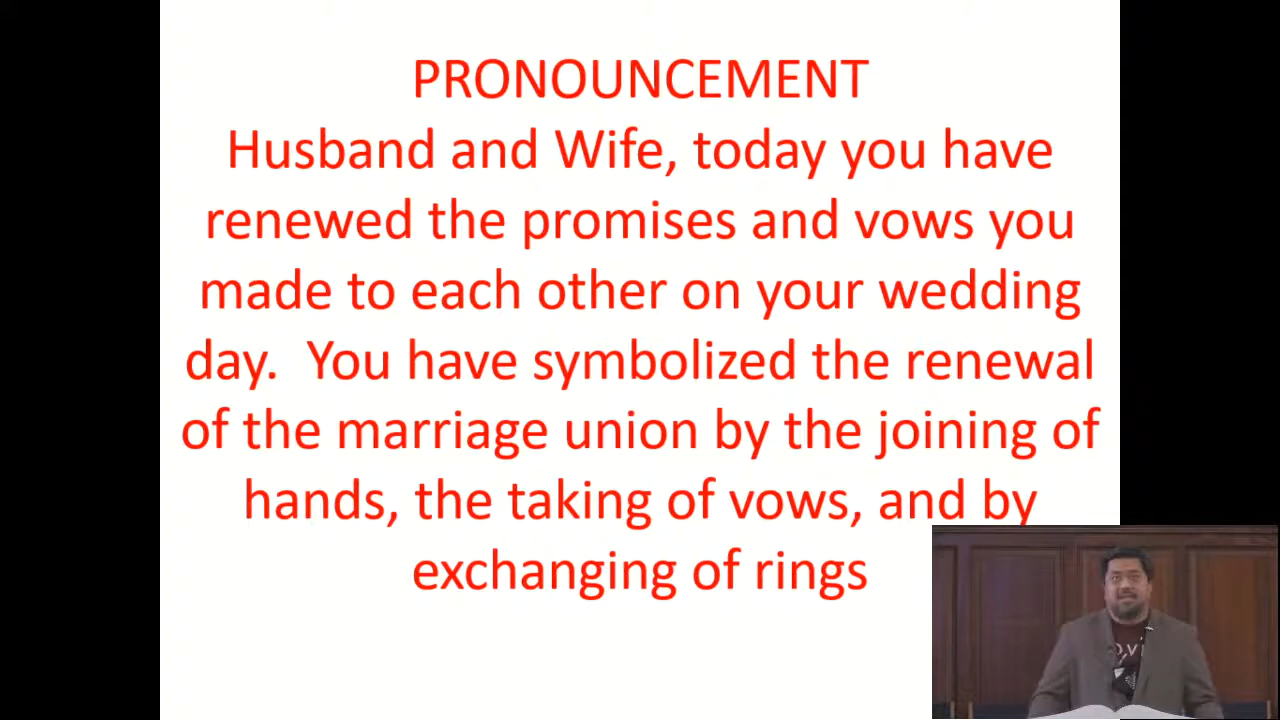 PRONOUNCEMENT
Husband and Wife, today you have
renewed the promises and vows you
made to each other on your wedding
day.  You have symbolized the renewal
of the marriage union by the joining of
hands, the taking of vows, and by
exchanging of rings